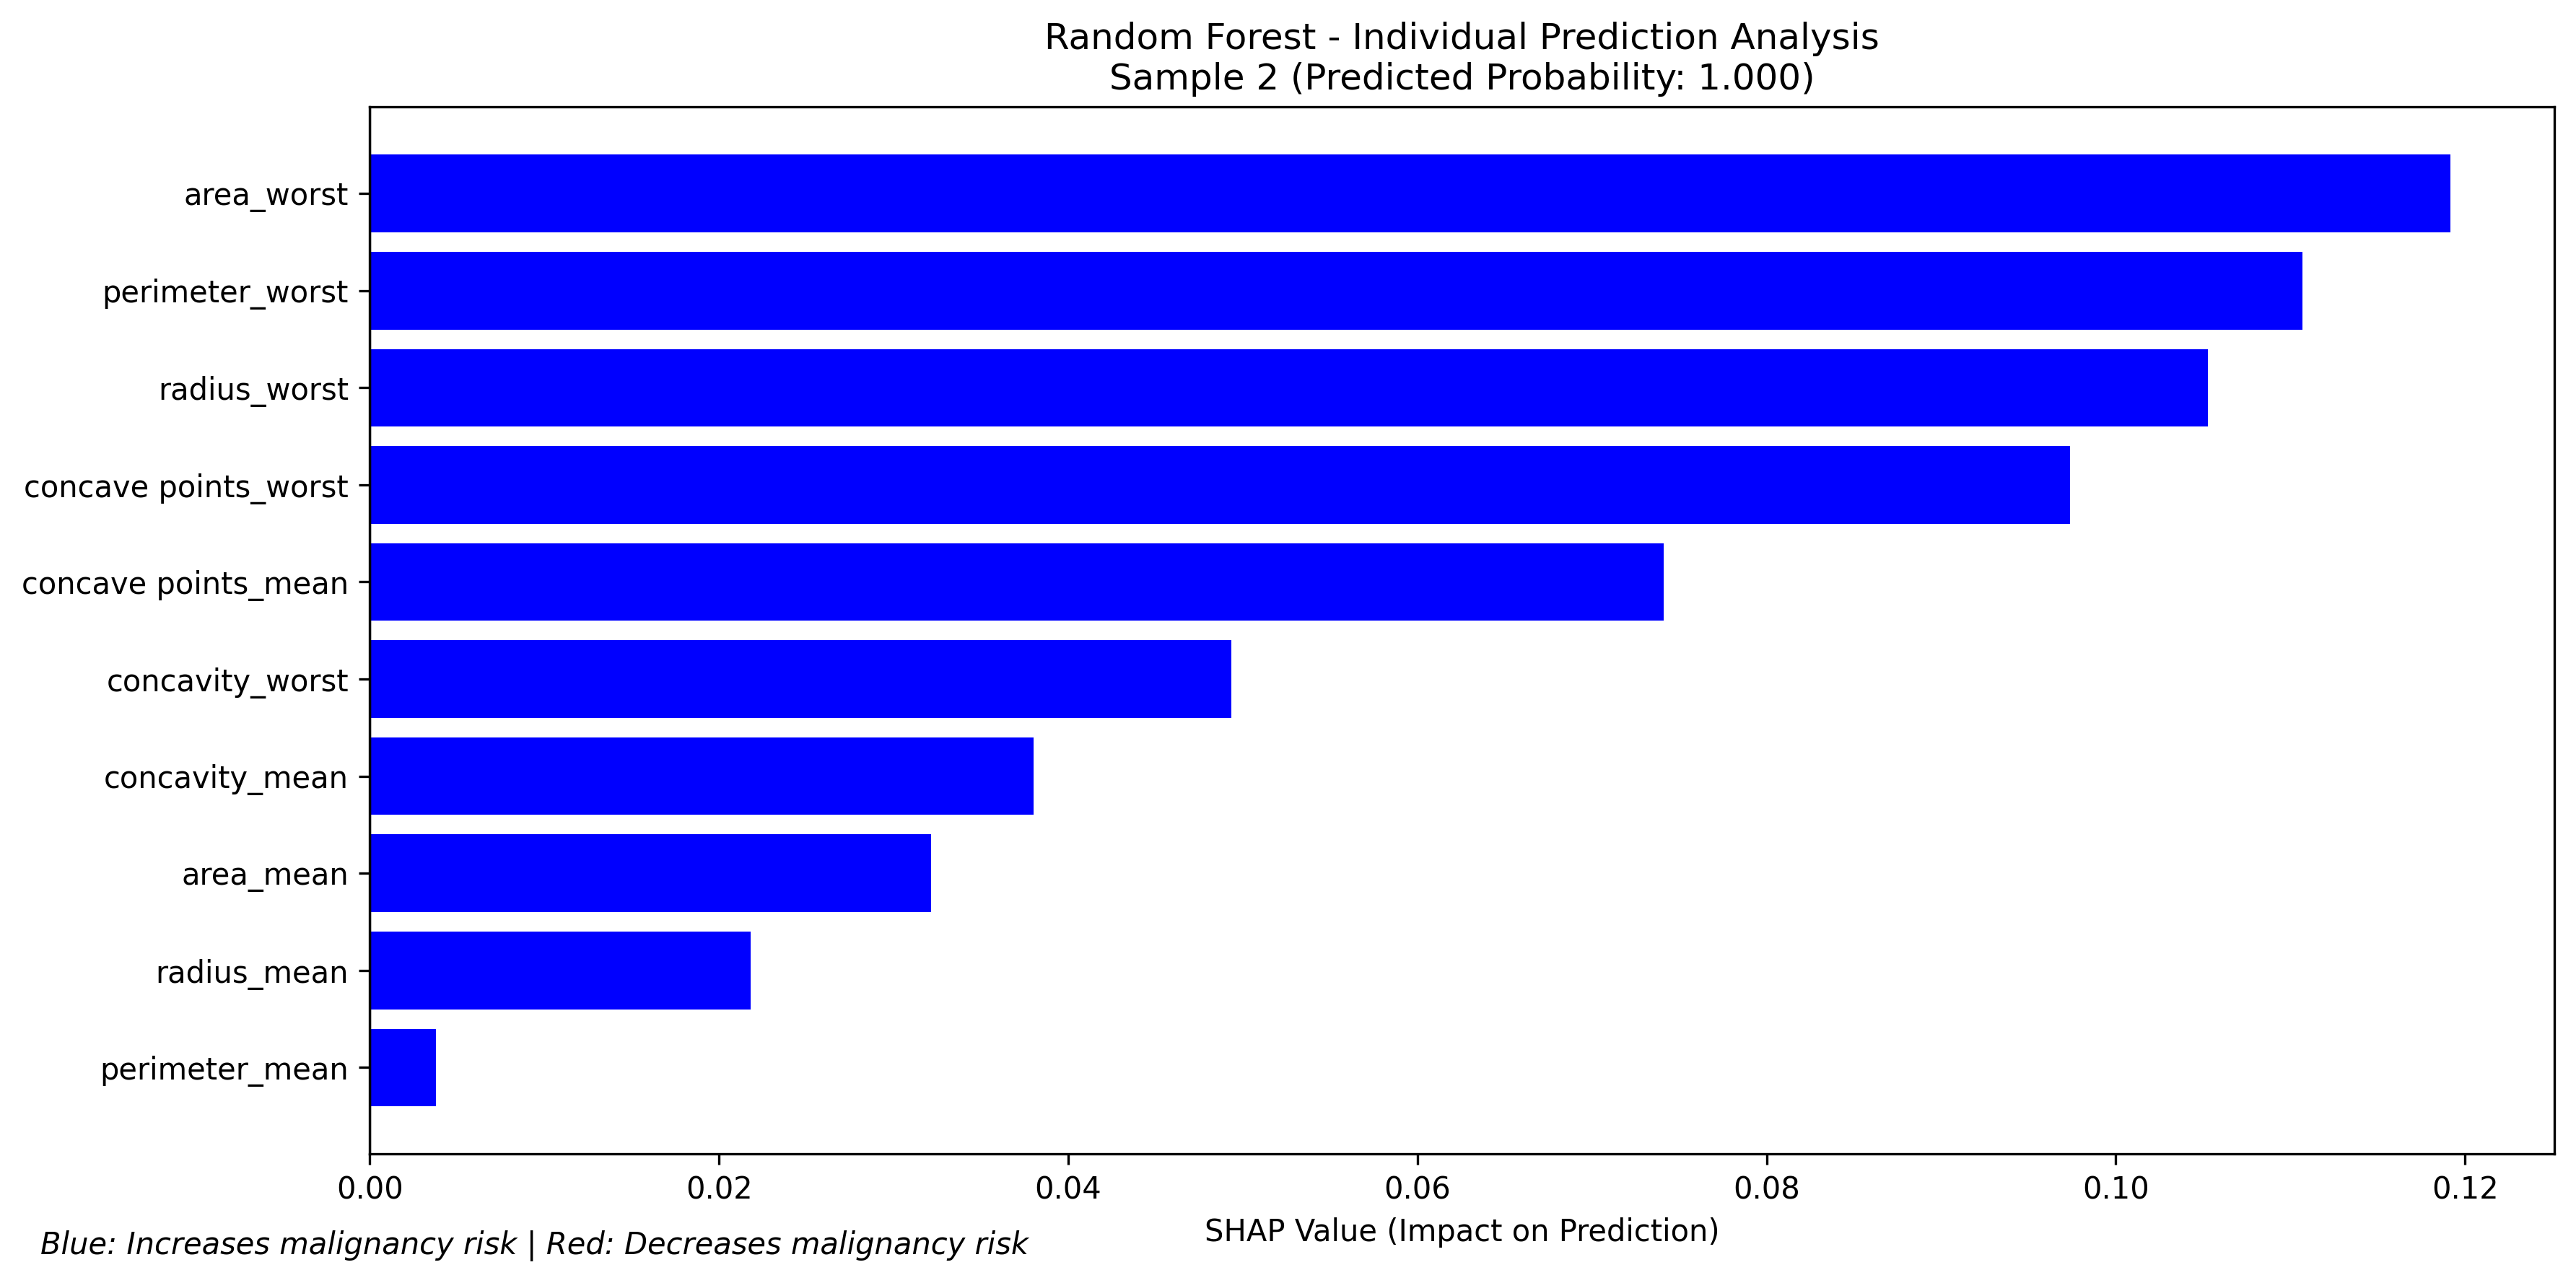 Random Forest - Individual Prediction Analysis
Sample 2 (Predicted Probability: 1.000)
area_worst
perimeter_worst
radius_worst
concave points_worst
concave points_mean
concavity_worst
concavity_mean
area_mean
radius_mean
perimeter_mean
0.00 0.02 0.04 0.06 0.08 0.10 0.12
SHAP Value (Impact on Prediction)
Blue: Increases malignancy risk | Red: Decreases malignancy risk